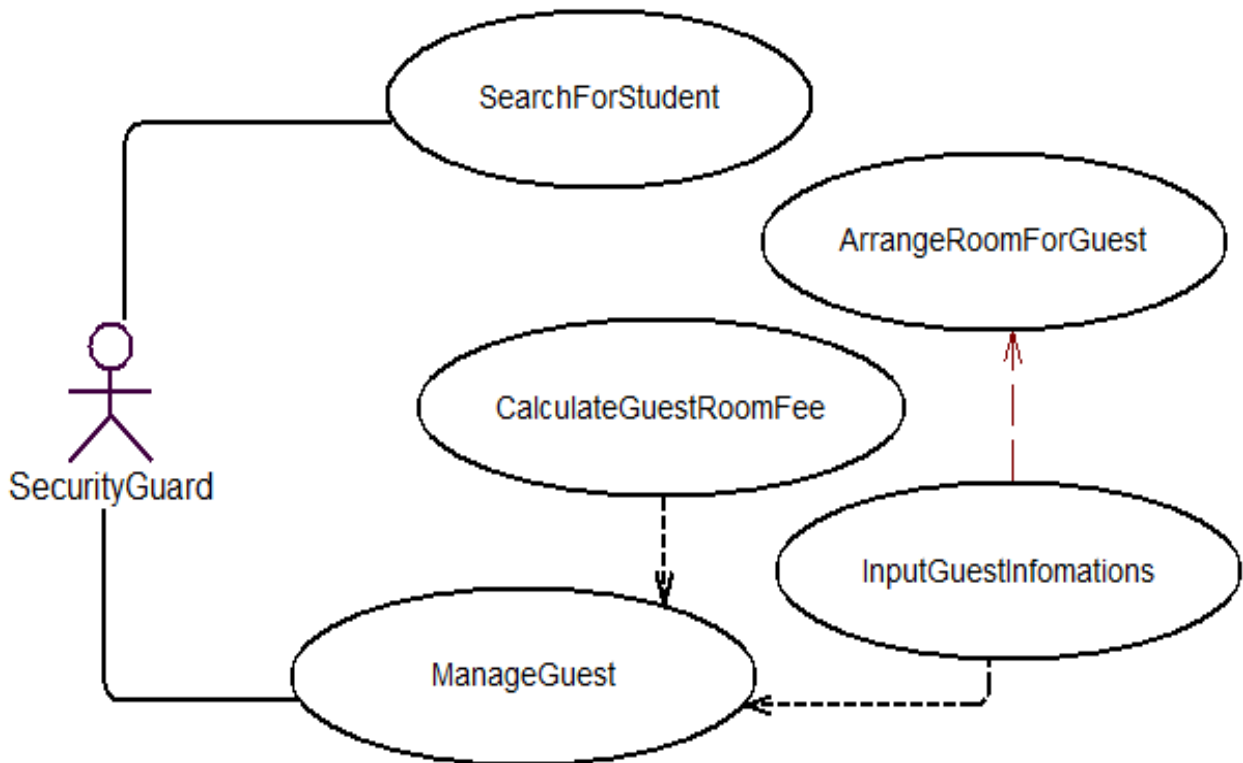 SearchForStudent
ArrangeRoomForGuest
CalculateGuestRoomFee
SecurityGuard
InputGuestInfomations
ManageGuest